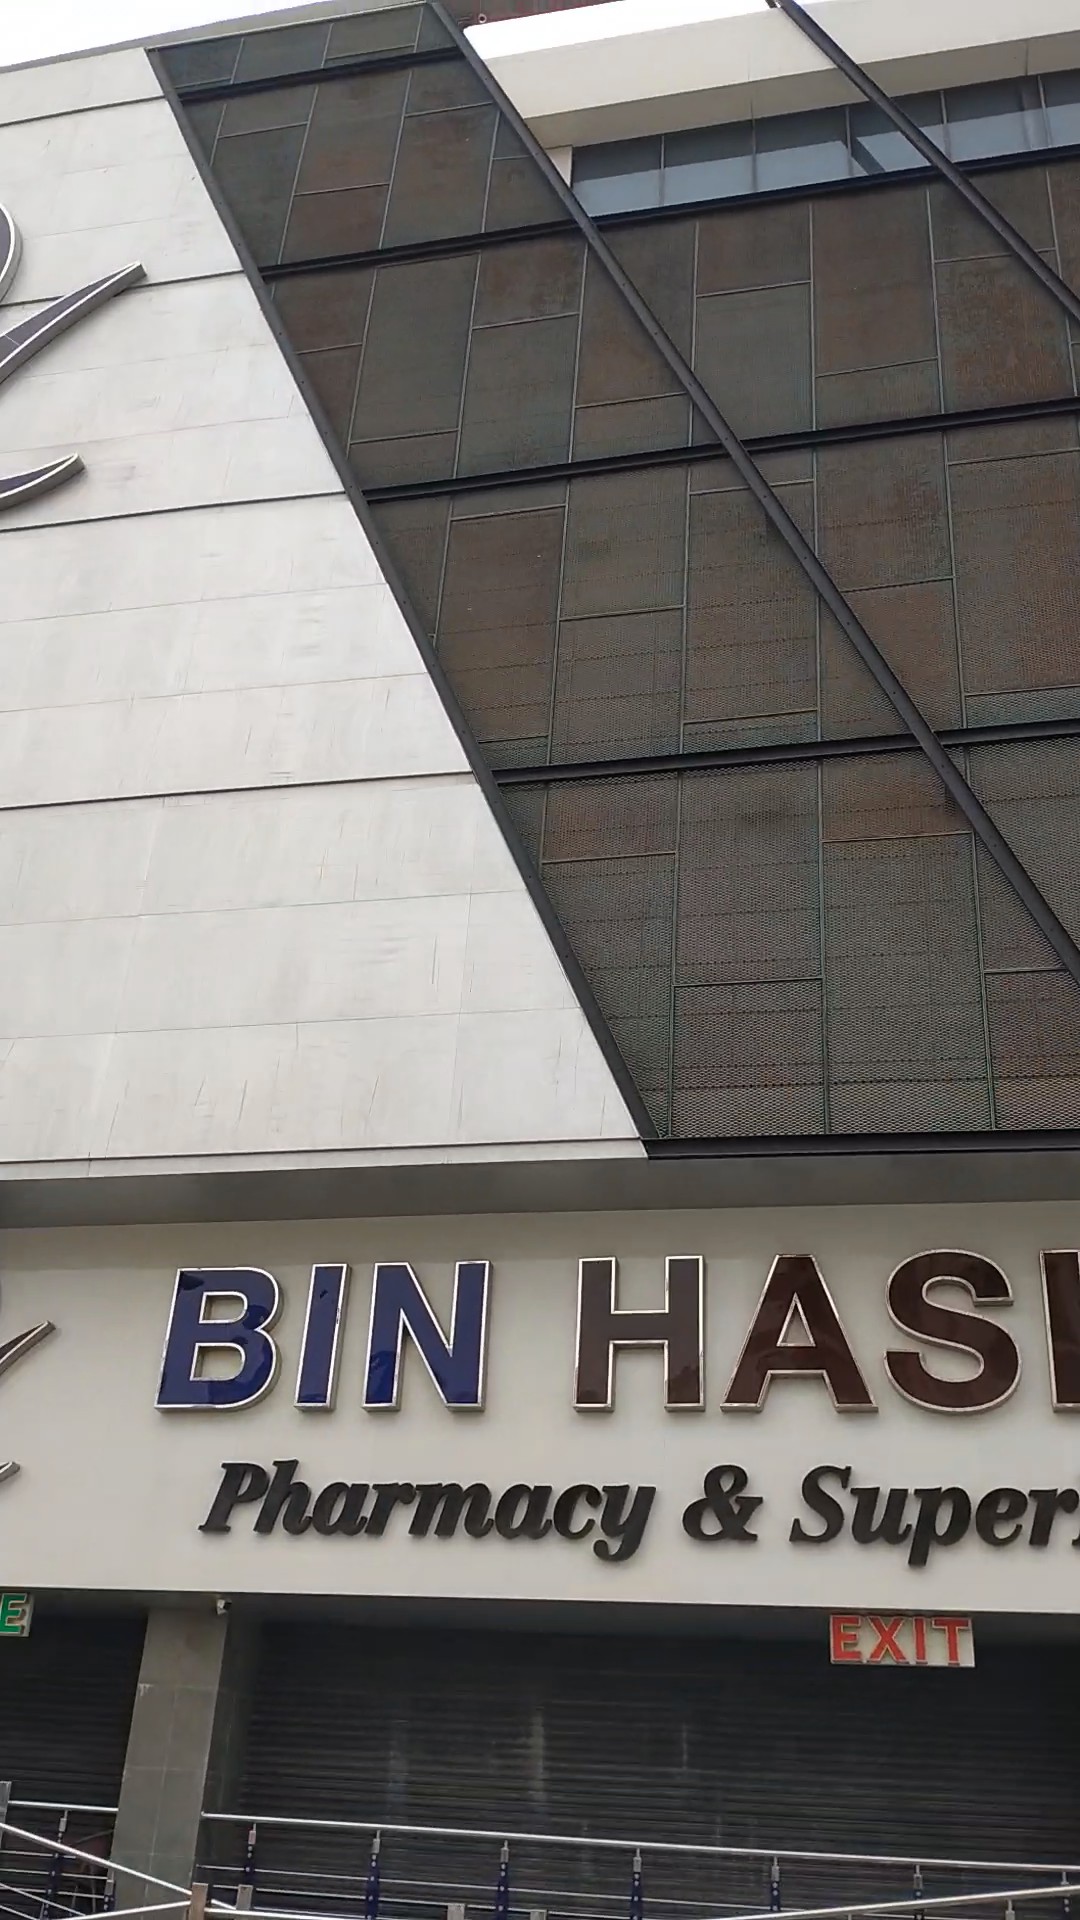 BIN HAS
Pharmacy & Super
E
EXIT